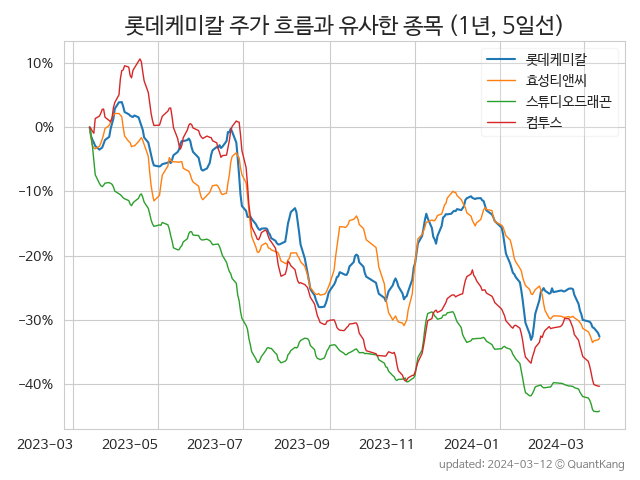 롯데케미칼 주가 흐름과 유사한 종목 (1년, 5일선)
롯데케미칼
효성티앤씨
스튜디오드래곤
컴투스
10%
0%
−10%
−20%
−30%
−40%
2023-03 2023-05 2023-07 2023-09 2023-11 2024-01 2024-03
updated: 2024-03-12 © QuantKang